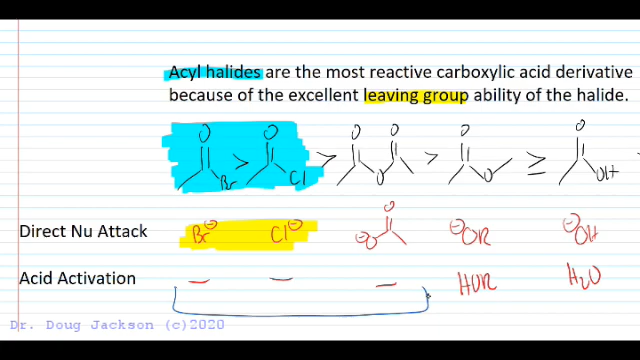 Acyl halides are the most reactive carboxylic acid derivative
because of the excellent leaving group ability of the halide.
O O O O O O
> > > ≥ >
Br Cl O O OH
O
Direct Nu Attack Br⊖ Cl⊖ ⊖O ⊖OR ⊖OH
Acid Activation — — — HOR H₂O
Dr. Doug Jackson (c)2020